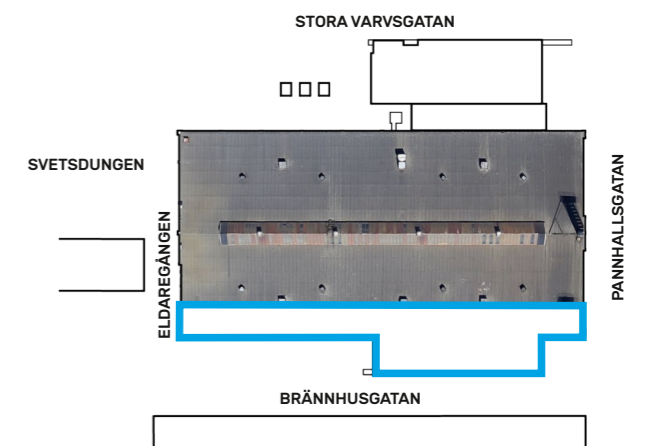 STORA VARVSGATAN
SVETSDUNGEN
ELDAREGÅNGEN
PANNHALLSGATAN
BRÄNNHUSGATAN